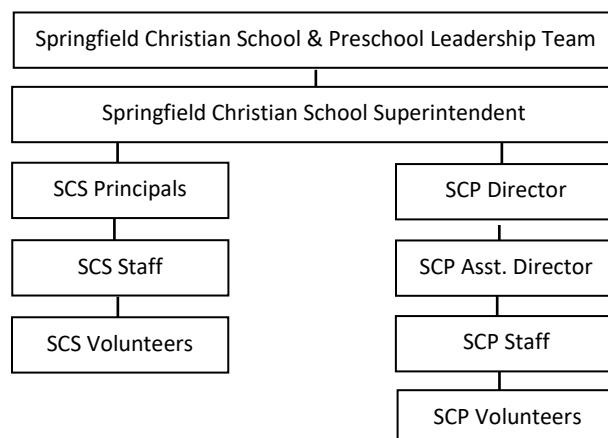 Springfield Christian School & Preschool Leadership Team
Springfield Christian School Superintendent
SCS Principals
SCP Director
SCS Staff
SCP Asst. Director
SCS Volunteers
SCP Staff
SCP Volunteers